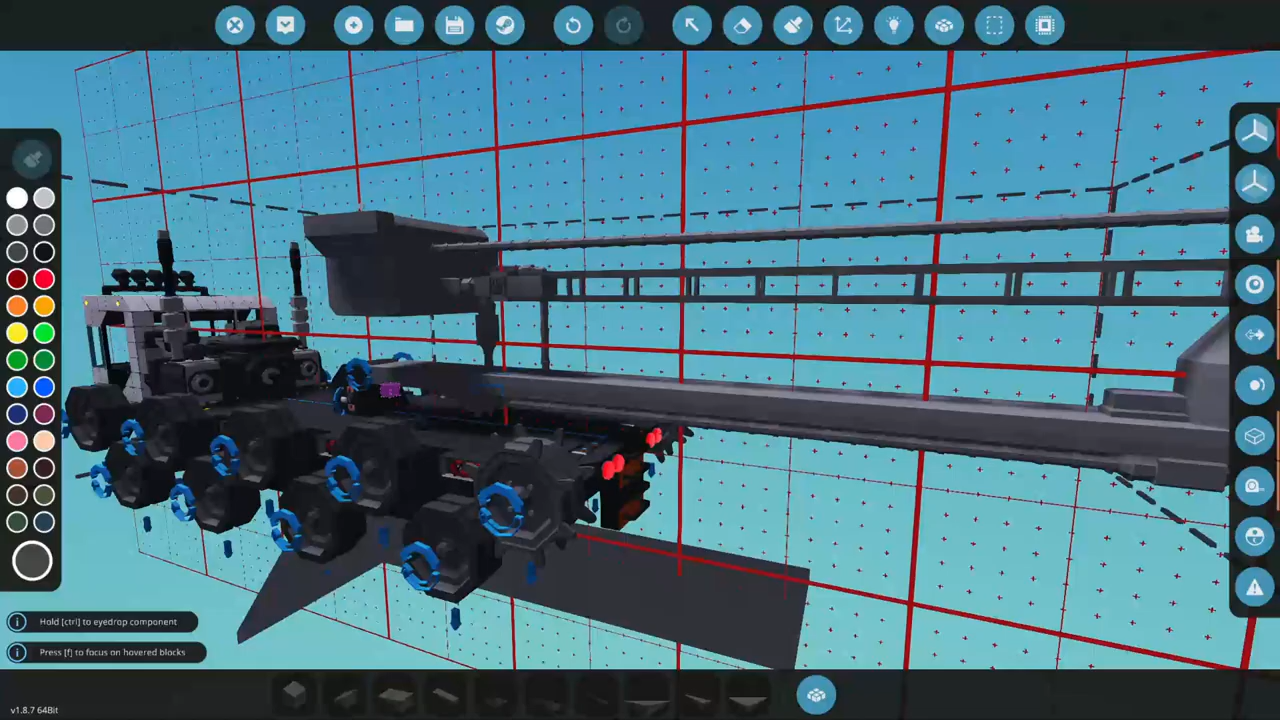 Hold [ctrl] to eyedrop component
Press [f] to focus on hovered blocks
v1.8.7 64Bit